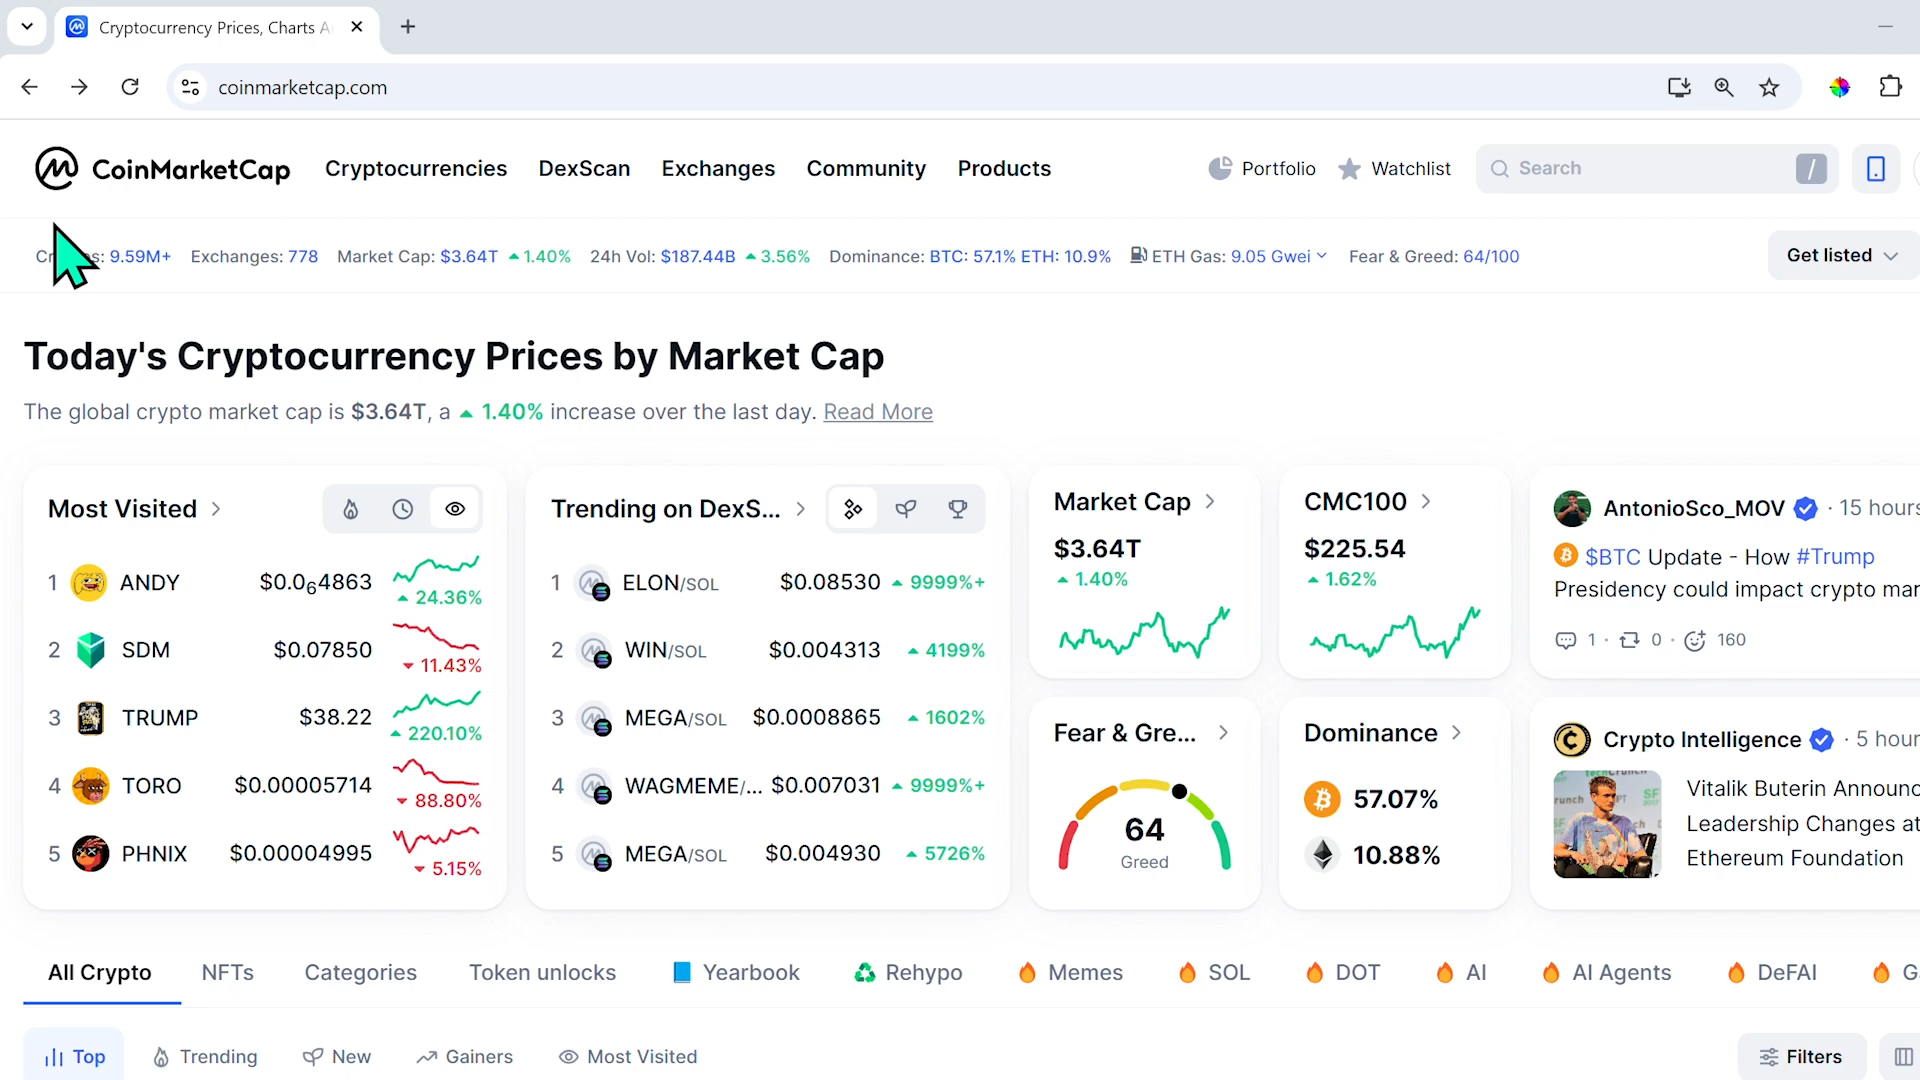 Cryptocurrency Prices, Charts A
coinmarketcap.com
CoinMarketCap Cryptocurrencies DexScan Exchanges Community Products Portfolio Watchlist Search /
9.59M+ Exchanges: 778 Market Cap: $3.64T 1.40% 24h Vol: $187.44B 3.56% Dominance: BTC: 57.1% ETH: 10.9% ETH Gas: 9.05 Gwei Fear & Greed: 64/100 Get listed
Today's Cryptocurrency Prices by Market Cap
The global crypto market cap is $3.64T, a 1.40% increase over the last day. Read More
Most Visited
1 ANDY $0.0₆4863 24.36%
2 SDM $0.07850 11.43%
3 TRUMP $38.22 220.10%
4 TORO $0.00005714 88.80%
5 PHNIX $0.00004995 5.15%
Trending on DexS...
1 ELON/SOL $0.08530 9999%+
2 WIN/SOL $0.004313 4199%
3 MEGA/SOL $0.0008865 1602%
4 WAGMEME/... $0.007031 9999%+
5 MEGA/SOL $0.004930 5726%
Market Cap
$3.64T
1.40%
CMC100
$225.54
1.62%
Fear & Gre...
64
Greed
Dominance
57.07%
10.88%
AntonioSco_MOV · 15 hours
$BTC Update - How #Trump
Presidency could impact crypto mar
1 · 0 · 160
Crypto Intelligence · 5 hour
Vitalik Buterin Announc
Leadership Changes at
Ethereum Foundation
All Crypto NFTs Categories Token unlocks Yearbook Rehypo Memes SOL DOT AI AI Agents DeFAI G
Top Trending New Gainers Most Visited Filters